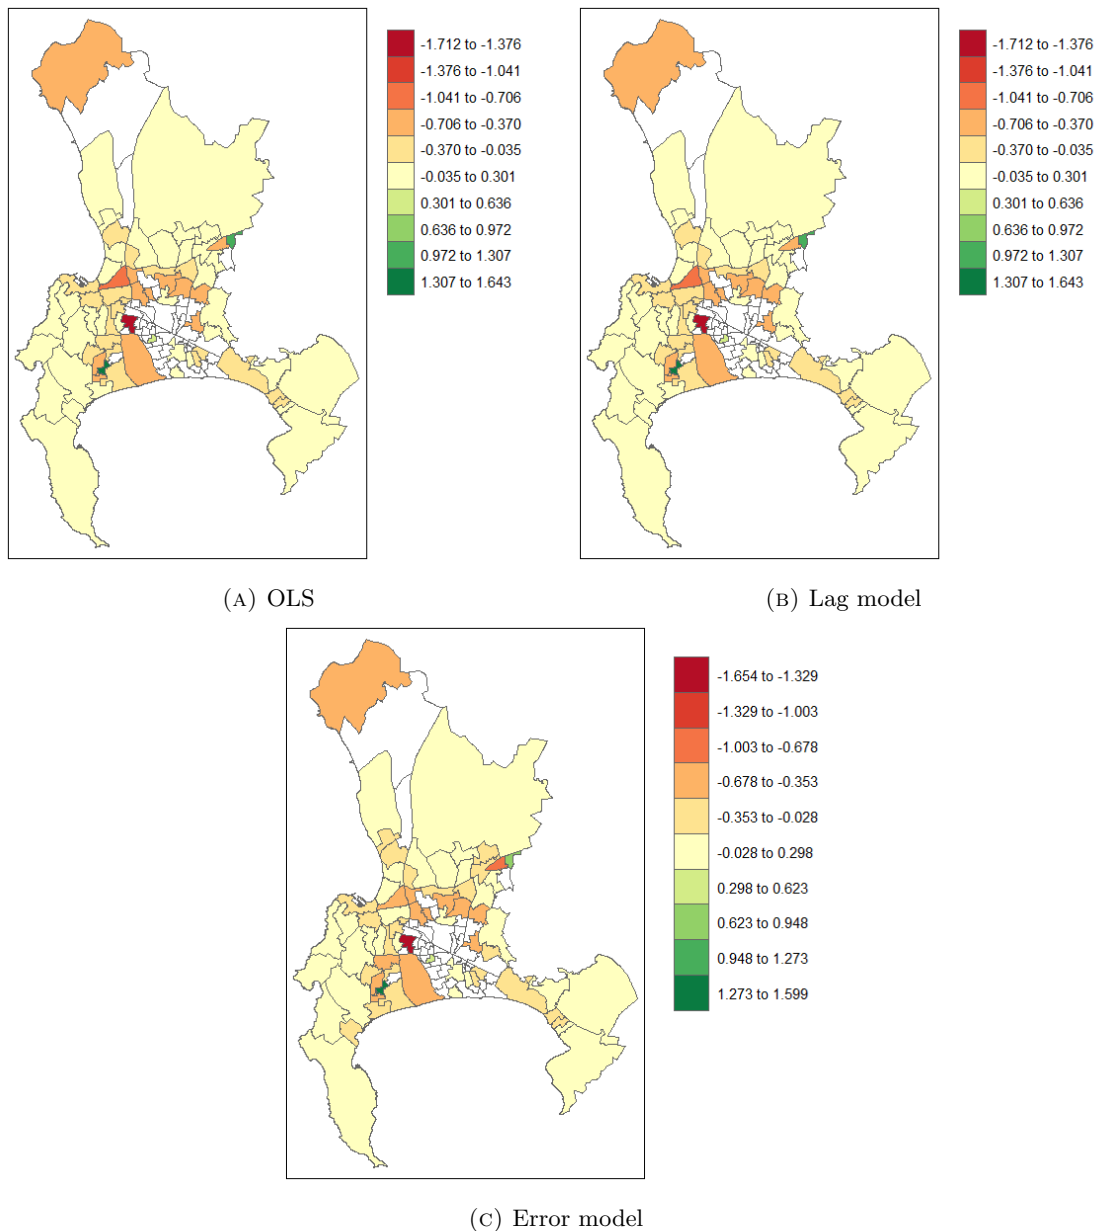 -1.712 to -1.376
-1.376 to -1.041
-1.041 to -0.706
-0.706 to -0.370
-0.370 to -0.035
-0.035 to 0.301
0.301 to 0.636
0.636 to 0.972
0.972 to 1.307
1.307 to 1.643
(A) OLS
-1.712 to -1.376
-1.376 to -1.041
-1.041 to -0.706
-0.706 to -0.370
-0.370 to -0.035
-0.035 to 0.301
0.301 to 0.636
0.636 to 0.972
0.972 to 1.307
1.307 to 1.643
(B) Lag model
-1.654 to -1.329
-1.329 to -1.003
-1.003 to -0.678
-0.678 to -0.353
-0.353 to -0.028
-0.028 to 0.298
0.298 to 0.623
0.623 to 0.948
0.948 to 1.273
1.273 to 1.599
(C) Error model